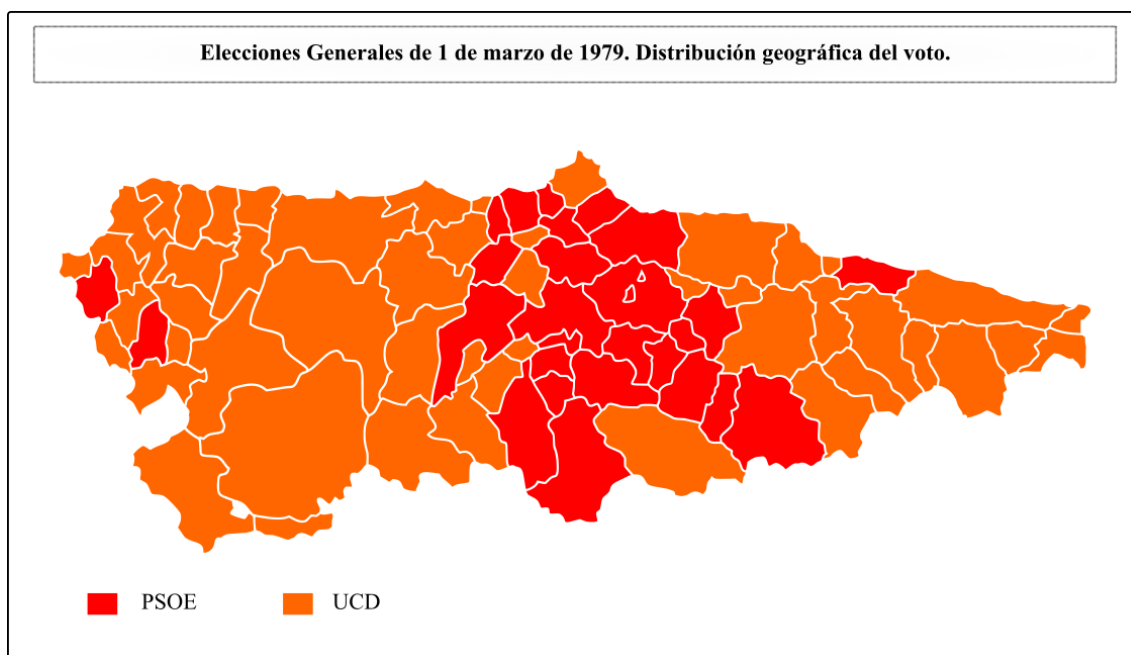 Elecciones Generales de 1 de marzo de 1979. Distribución geográfica del voto.
PSOE
UCD